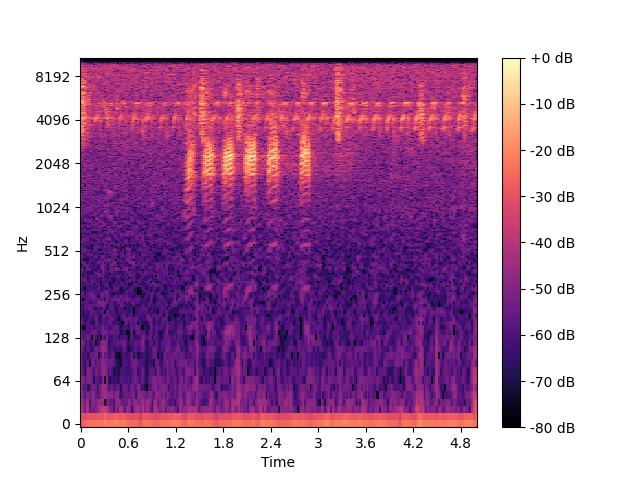 8192
4096
2048
1024
512
256
128
64
0
Hz
0 0.6 1.2 1.8 2.4 3 3.6 4.2 4.8
Time
+0 dB
-10 dB
-20 dB
-30 dB
-40 dB
-50 dB
-60 dB
-70 dB
-80 dB